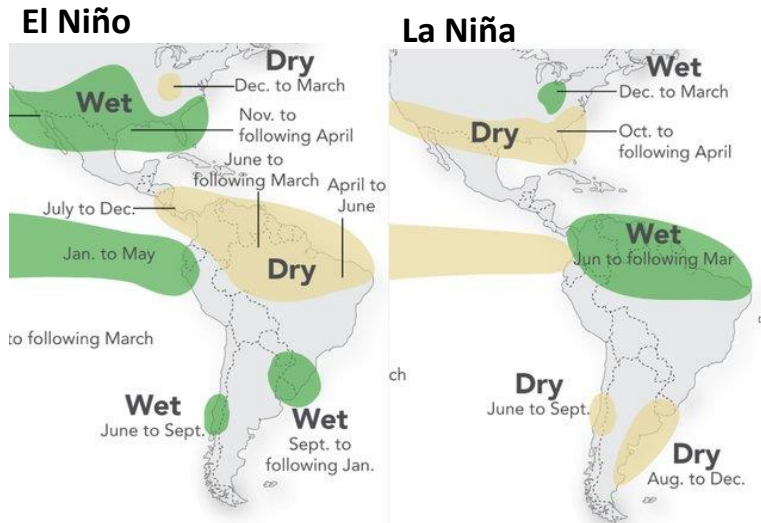 El Niño
Dry
Dec. to March
Wet
Nov. to
following April
June to
following March
April to
June
July to Dec.
Jan. to May
Dry
to following March
Wet
June to Sept.
Wet
Sept. to
following Jan.
La Niña
Wet
Dec. to March
Dry
Oct. to
following April
Wet
Jun to following Mar
ch
Dry
June to Sept.
Dry
Aug. to Dec.